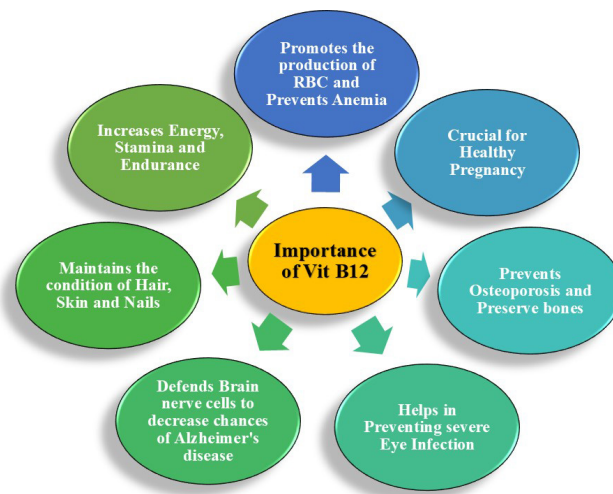 Promotes the
production of
RBC and
Prevents Anemia
Crucial for
Healthy
Pregnancy
Prevents
Osteoporosis and
Preserve bones
Helps in
Preventing severe
Eye Infection
Defends Brain
nerve cells to
decrease chances
of Alzheimer's
disease
Maintains the
condition of Hair,
Skin and Nails
Increases Energy,
Stamina and
Endurance
Importance
of Vit B12